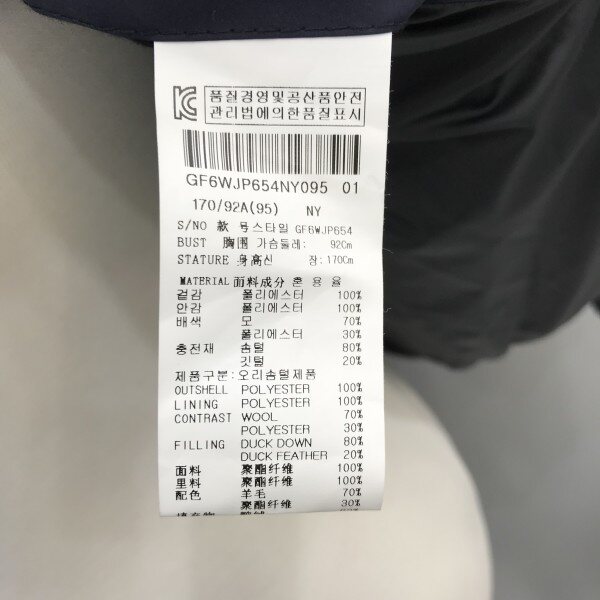 KC 품질경영및공산품안전
관리법에의한품질표시
GF6WJP654NY095 01
170/92A(95) NY
S/NO 款 号스타일 GF6WJP654
BUST 胸围 가슴둘레: 92Cm
STATURE 身高신 장: 170Cm
MATERIAL 面料成分 혼 용 율
겉감 폴리에스터 100%
안감 폴리에스터 100%
배색 모 70%
폴리에스터 30%
충전재 솜털 80%
깃털 20%
제품구분:오리솜털제품
OUTSHELL POLYESTER 100%
LINING POLYESTER 100%
CONTRAST WOOL 70%
POLYESTER 30%
FILLING DUCK DOWN 80%
DUCK FEATHER 20%
面料 聚酯纤维 100%
里料 聚酯纤维 100%
配色 羊毛 70%
聚酯纤维 30%